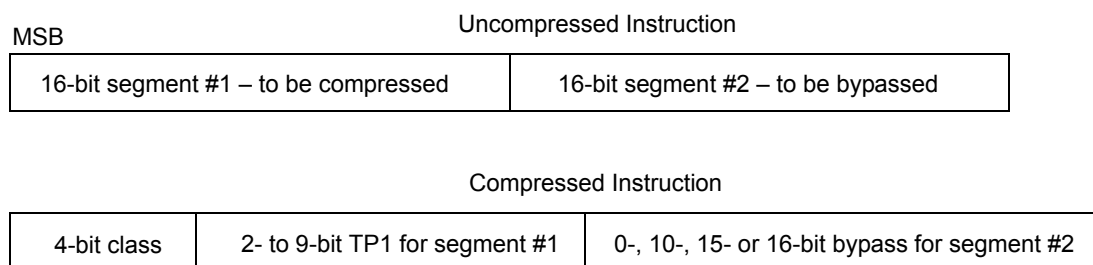 Uncompressed Instruction
MSB
16-bit segment #1 – to be compressed
16-bit segment #2 – to be bypassed
Compressed Instruction
4-bit class
2- to 9-bit TP1 for segment #1
0-, 10-, 15- or 16-bit bypass for segment #2